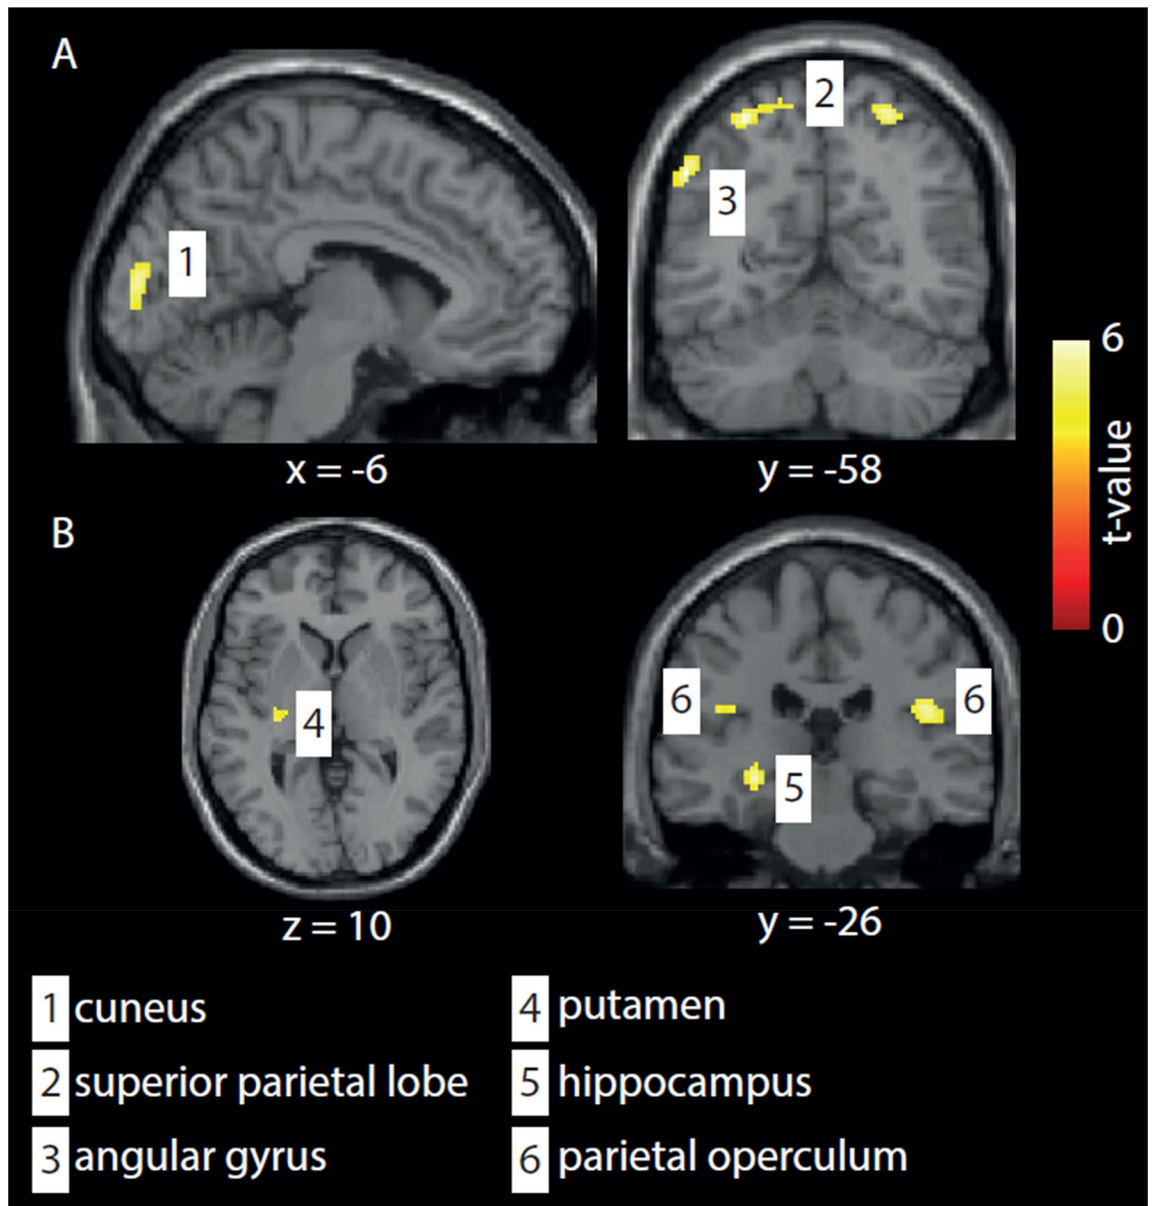 A
1
2
3
x = -6
y = -58
6
t-value
0
B
4
6
6
5
z = 10
y = -26
1 cuneus
2 superior parietal lobe
3 angular gyrus
4 putamen
5 hippocampus
6 parietal operculum